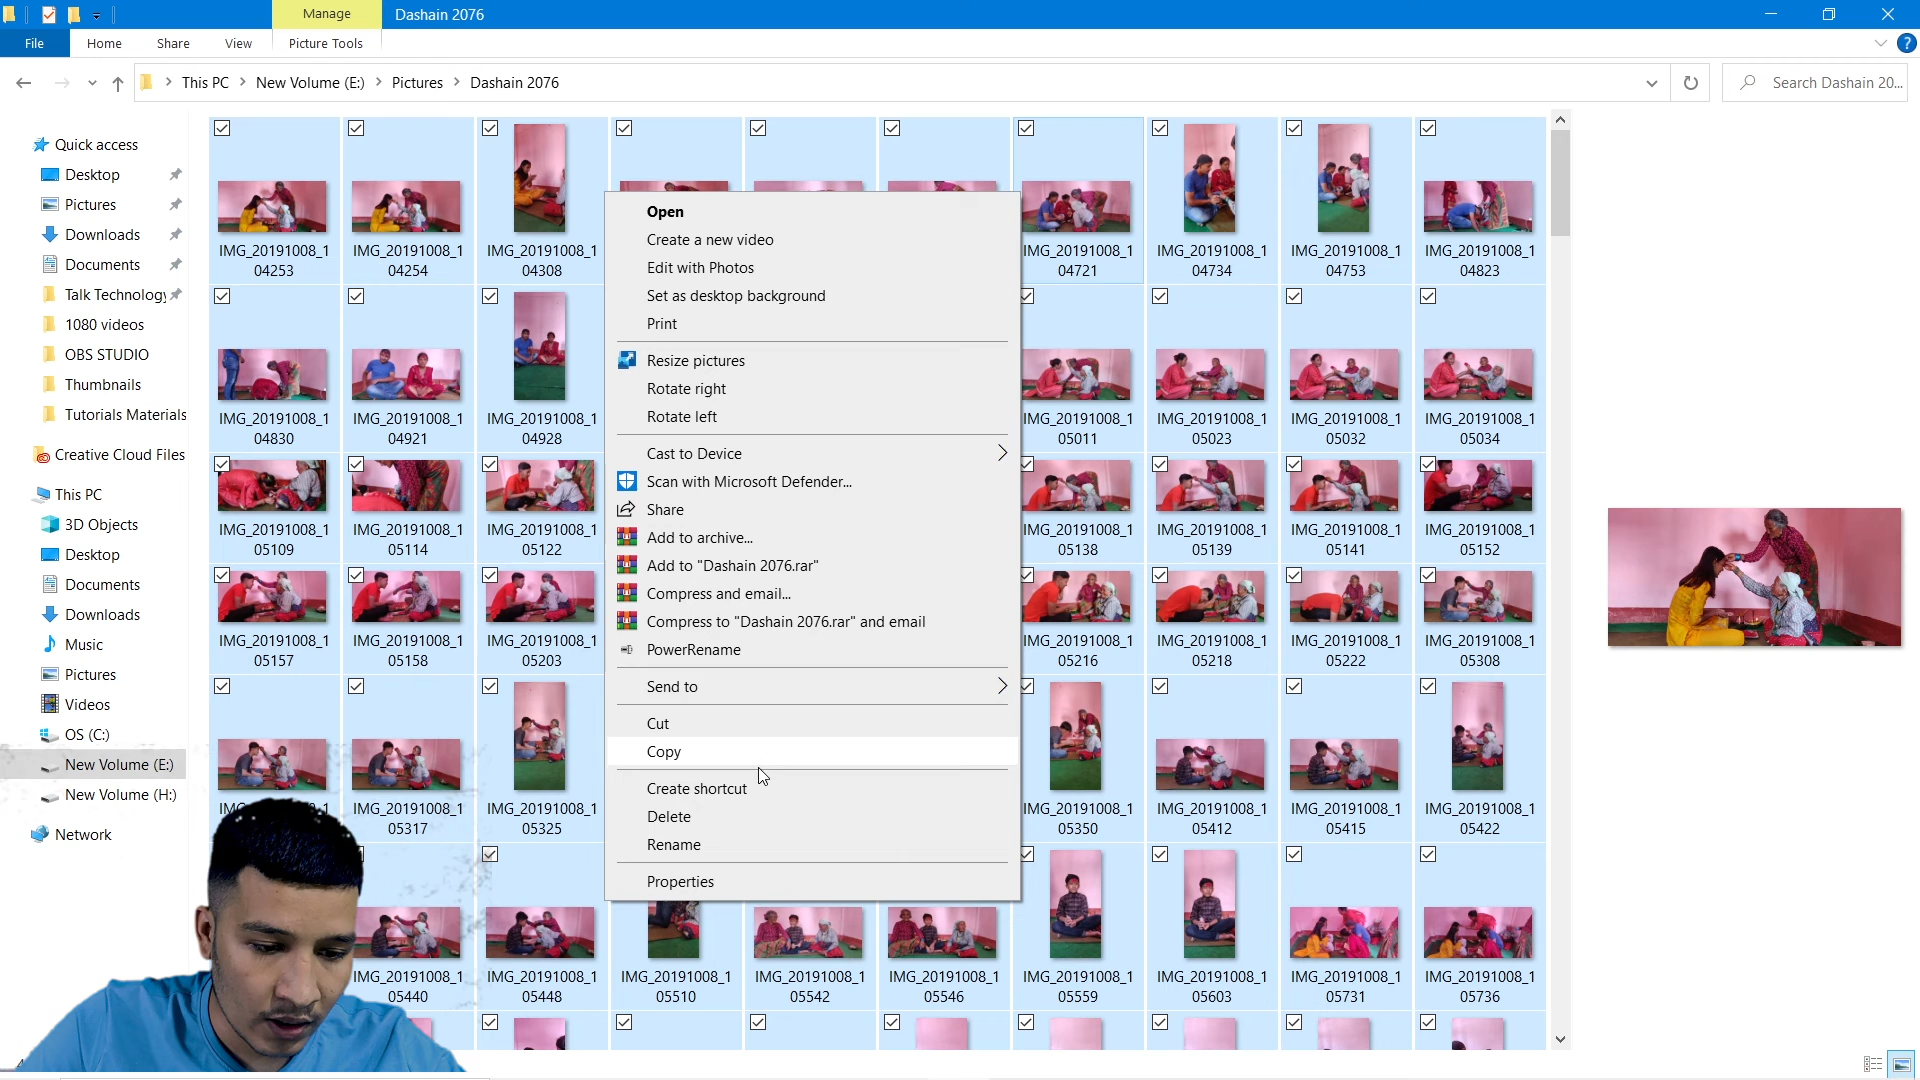 Manage
Dashain 2076
File
Home
Share
View
Picture Tools
This PC
New Volume (E:)
Pictures
Dashain 2076
Search Dashain 20...
Quick access
Desktop
Pictures
Downloads
Documents
Talk Technology
1080 videos
OBS STUDIO
Thumbnails
Tutorials Materials
Creative Cloud Files
This PC
3D Objects
Desktop
Documents
Downloads
Music
Pictures
Videos
OS (C:)
New Volume (E:)
New Volume (H:)
Network
IMG_20191008_1
04253
IMG_20191008_1
04254
IMG_20191008_1
04308
IMG_20191008_1
04721
IMG_20191008_1
04734
IMG_20191008_1
04753
IMG_20191008_1
04823
IMG_20191008_1
04830
IMG_20191008_1
04921
IMG_20191008_1
04928
IMG_20191008_1
05011
IMG_20191008_1
05023
IMG_20191008_1
05032
IMG_20191008_1
05034
IMG_20191008_1
05109
IMG_20191008_1
05114
IMG_20191008_1
05122
IMG_20191008_1
05138
IMG_20191008_1
05139
IMG_20191008_1
05141
IMG_20191008_1
05152
IMG_20191008_1
05157
IMG_20191008_1
05158
IMG_20191008_1
05203
IMG_20191008_1
05216
IMG_20191008_1
05218
IMG_20191008_1
05222
IMG_20191008_1
05308
IMG_20191008_1
05317
IMG_20191008_1
05325
IMG_20191008_1
05350
IMG_20191008_1
05412
IMG_20191008_1
05415
IMG_20191008_1
05422
IMG_20191008_1
05440
IMG_20191008_1
05448
IMG_20191008_1
05510
IMG_20191008_1
05542
IMG_20191008_1
05546
IMG_20191008_1
05559
IMG_20191008_1
05603
IMG_20191008_1
05731
IMG_20191008_1
05736
Open
Create a new video
Edit with Photos
Set as desktop background
Print
Resize pictures
Rotate right
Rotate left
Cast to Device
Scan with Microsoft Defender...
Share
Add to archive...
Add to "Dashain 2076.rar"
Compress and email...
Compress to "Dashain 2076.rar" and email
PowerRename
Send to
Cut
Copy
Create shortcut
Delete
Rename
Properties